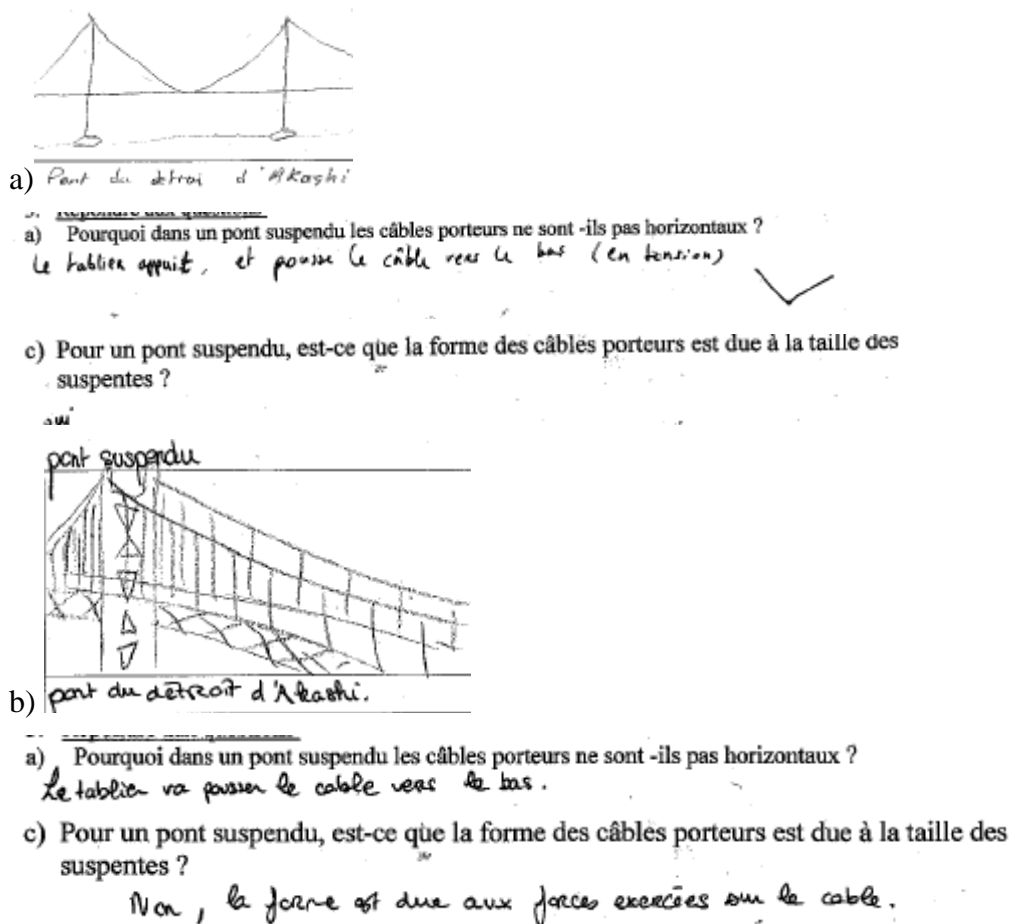 a) Pont du detroi d'Akashi
3. Répondre aux questions
a) Pourquoi dans un pont suspendu les câbles porteurs ne sont -ils pas horizontaux ?
le tablier appuit, et pousse le câble vers le bas (en tension)
c) Pour un pont suspendu, est-ce que la forme des câbles porteurs est due à la taille des
suspentes ?
oui
pont suspendu
b) pont du détroit d'Akashi.
a) Pourquoi dans un pont suspendu les câbles porteurs ne sont -ils pas horizontaux ?
Le tablier va pousser le cable vers le bas.
c) Pour un pont suspendu, est-ce que la forme des câbles porteurs est due à la taille des
suspentes ?
Non, la forme est due aux forces exercées sur le cable.